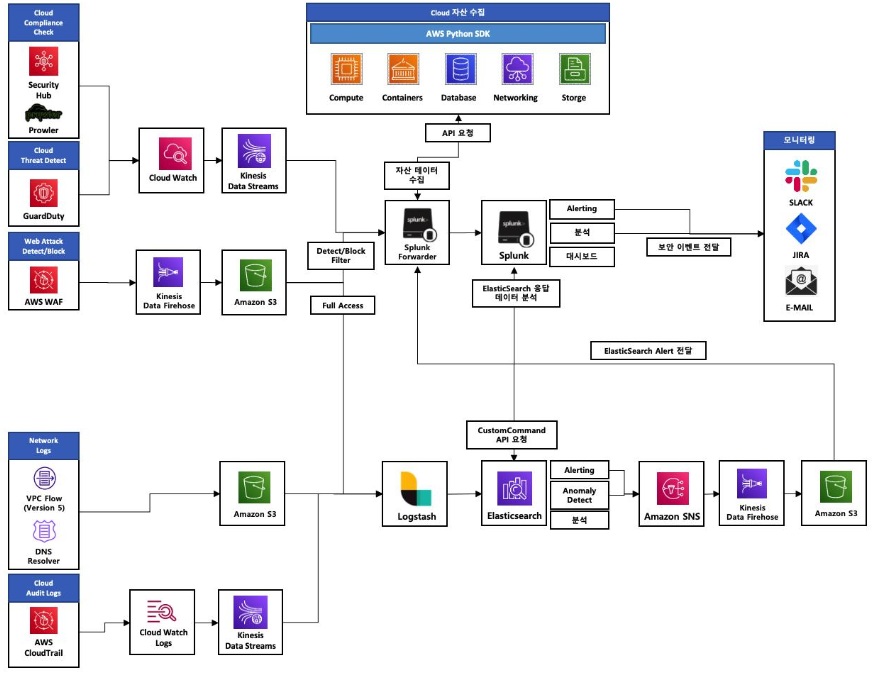 Cloud
Compliance
Check
Security
Hub
Prowler
Cloud
Threat Detect
GuardDuty
Web Attack
Detect/Block
AWS WAF
Cloud Watch
Kinesis
Data Streams
Kinesis
Data Firehose
Amazon S3
Cloud 자산 수집
AWS Python SDK
Compute
Containers
Database
Networking
Storge
API 요청
자산 데이터
수집
Detect/Block
Filter
Full Access
splunk>
Splunk
Forwarder
splunk>
Splunk
Alerting
분석
대시보드
보안 이벤트 전달
모니터링
SLACK
JIRA
E-MAIL
ElasticSearch 응답
데이터 분석
ElasticSearch Alert 전달
CustomCommand
API 요청
Network
Logs
VPC Flow
(Version 5)
DNS
Resolver
Amazon S3
Cloud
Audit Logs
AWS
CloudTrail
Cloud Watch
Logs
Kinesis
Data Streams
Logstash
Elasticsearch
Alerting
Anomaly
Detect
분석
Amazon SNS
Kinesis
Data Firehose
Amazon S3